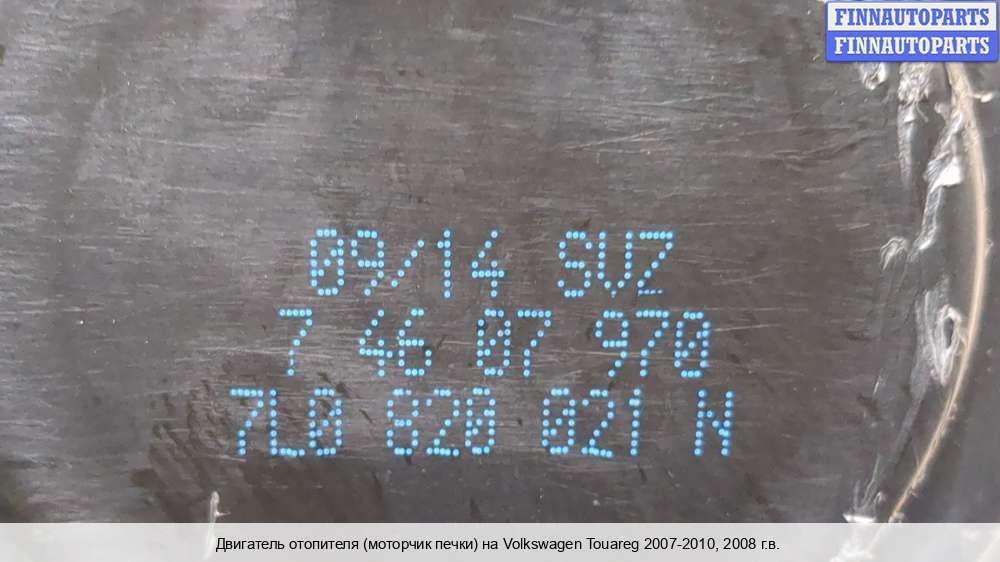 FINNAUTOPARTS
FINNAUTOPARTS
09/14 SVZ
7 46 07 970
7L0 820 021 N
Двигатель отопителя (моторчик печки) на Volkswagen Touareg 2007-2010, 2008 г.в.